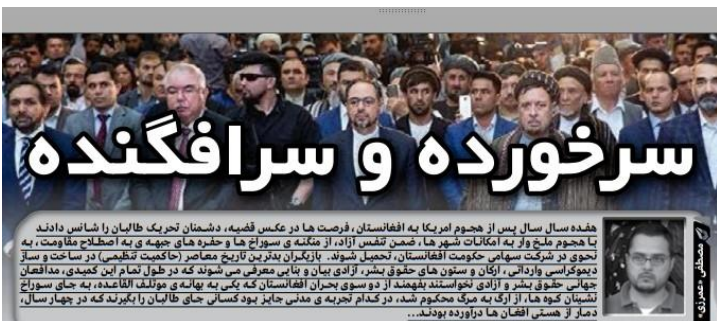 سرخورده و سرافگنده
هفده سال سال پس از هجوم امریکا به افغانستان، فرصت ها در عکس قضیه، دشمنان تحریک طالبان را شانس دادند
با هجوم ملخ وار به امکانات شهر ها، ضمن تنفس آزاد، از منگنه ی سوراخ ها و حفره های جبهه ی به اصطلاح مقاومت، به
نحوی در شرکت سهامی حکومت افغانستان، تحمیل شوند. بازیگران بدترین تاریخ معاصر (حاکمیت تنظیمی) در ساخت و ساز
دیموکراسی وارداتی، ارکان و ستون های حقوق بشر، آزادی بیان و بنایی معرفی می شوند که در طول تمام این کمیدی، مدافعان
جهانی حقوق بشر و آزادی نخواستند بفهمند از دو سوی بحران افغانستان که یکی به بهانه ی موتلف القاعده، به جای سوراخ
نشینان کوه ها، از ارگ به مرگ محکوم شد، در کدام تجربه ی مدنی جایز بود کسانی جای طالبان را بگیرند که در چهار سال،
دمار از هستی افغان ها درآورده بودند...
مصطفی «عمرزی»